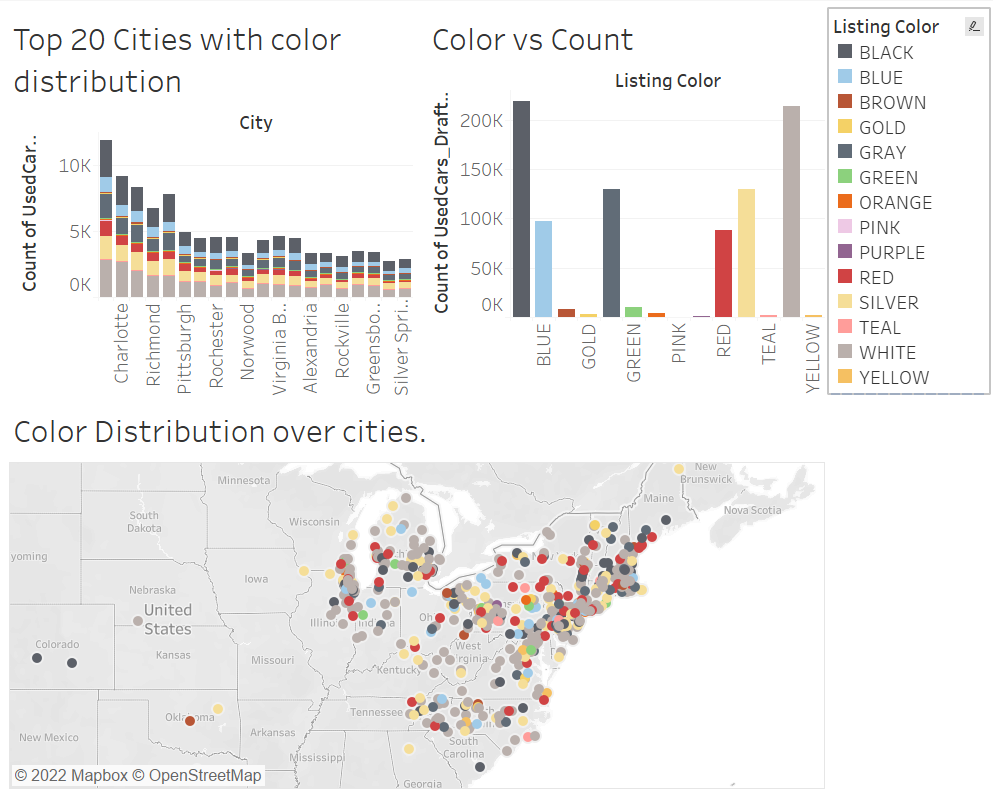 Top 20 Cities with color
distribution
City
Count of UsedCar..
10K
5K
0K
Charlotte
Richmond
Pittsburgh
Rochester
Norwood
Virginia B..
Alexandria
Rockville
Greensbo..
Silver Spri..
Color vs Count
Listing Color
Count of UsedCars_Draft..
200K
150K
100K
50K
0K
BLUE
GOLD
GREEN
PINK
RED
TEAL
YELLOW
Listing Color
BLACK
BLUE
BROWN
GOLD
GRAY
GREEN
ORANGE
PINK
PURPLE
RED
SILVER
TEAL
WHITE
YELLOW
Color Distribution over cities.
Minnesota
New
Brunswick
Maine
Nova Scotia
South
Dakota
Wisconsin
yoming
Iowa
Nebraska
United
States
Colorado
Kansas
Missouri
West
Kentucky
Tennessee
Oklahoma
Arkansas
New Mexico
Mississippi
South
Carolina
Georgia
© 2022 Mapbox © OpenStreetMap